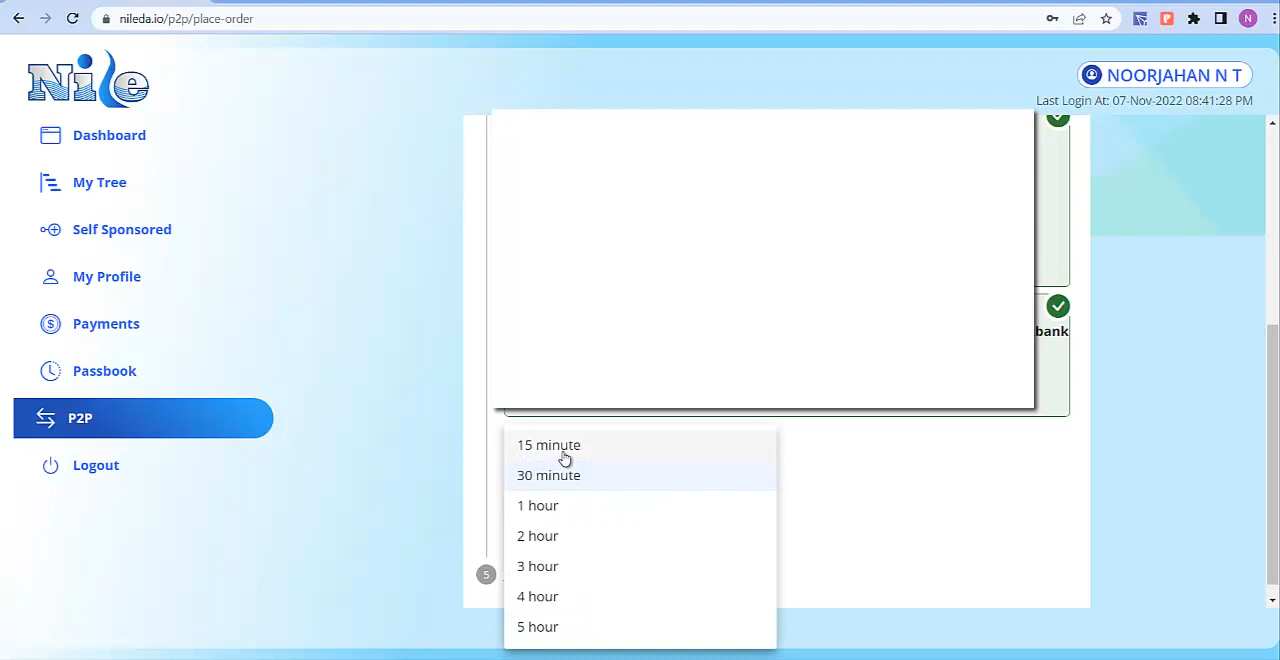 nileda.io/p2p/place-order
N
Nile
NOORJAHAN N T
Last Login At: 07-Nov-2022 08:41:28 PM
Dashboard
My Tree
Self Sponsored
My Profile
Payments
Passbook
P2P
Logout
bank
15 minute
30 minute
1 hour
2 hour
3 hour
4 hour
5 hour
5